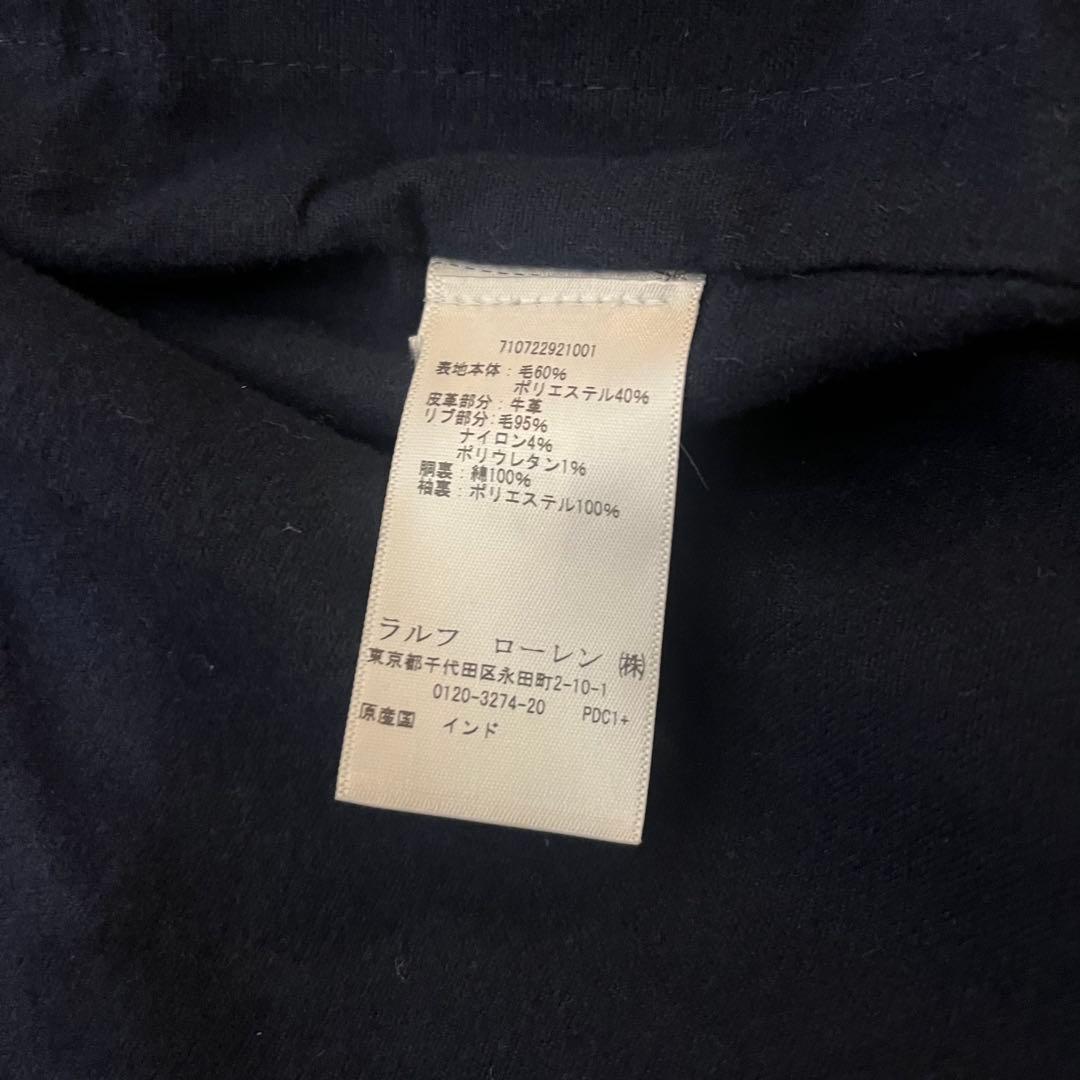 710722921001
表地本体:毛60%
ポリエステル40%
皮革部分:牛革
リブ部分:毛95%
ナイロン4%
ポリウレタン1%
胴裏:綿100%
袖裏:ポリエステル100%
ラルフ ローレン ㈱
東京都千代田区永田町2-10-1
0120-3274-20 PDC1+
原産国 インド